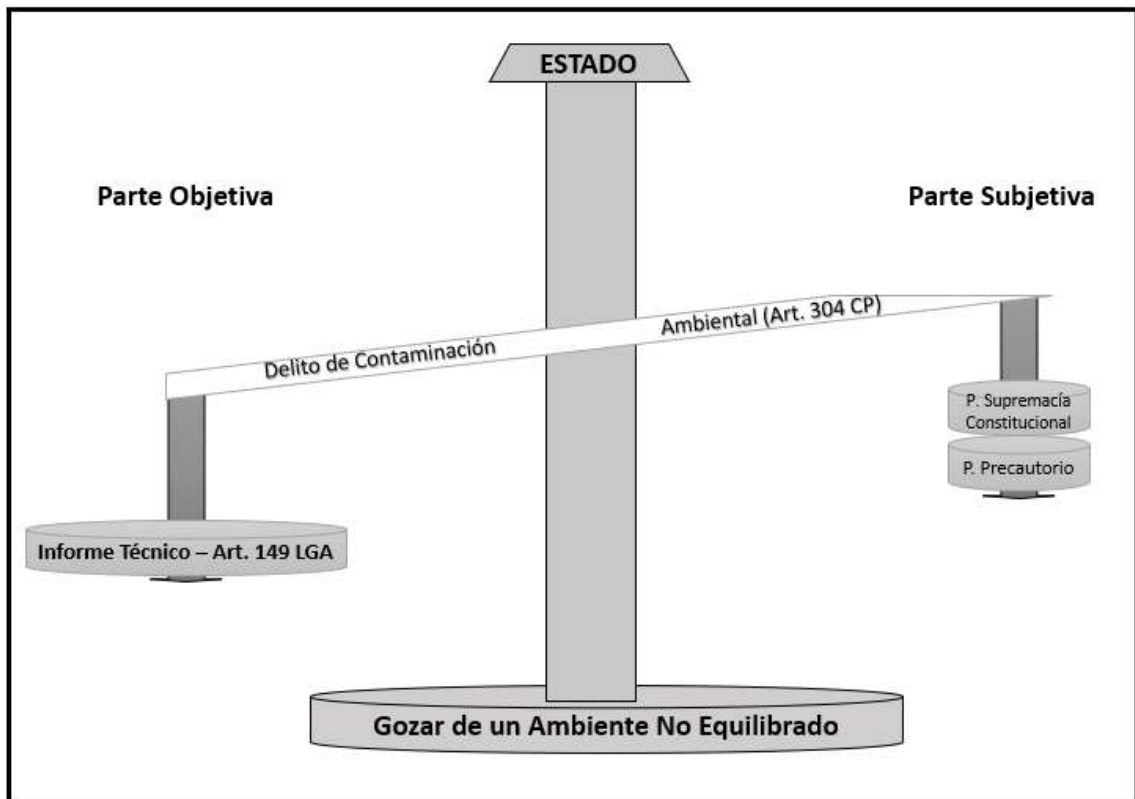 ESTADO
Parte Objetiva
Parte Subjetiva
Delito de Contaminación
Ambiental (Art. 304 CP)
P. Supremacía
Constitucional
P. Precautorio
Informe Técnico – Art. 149 LGA
Gozar de un Ambiente No Equilibrado